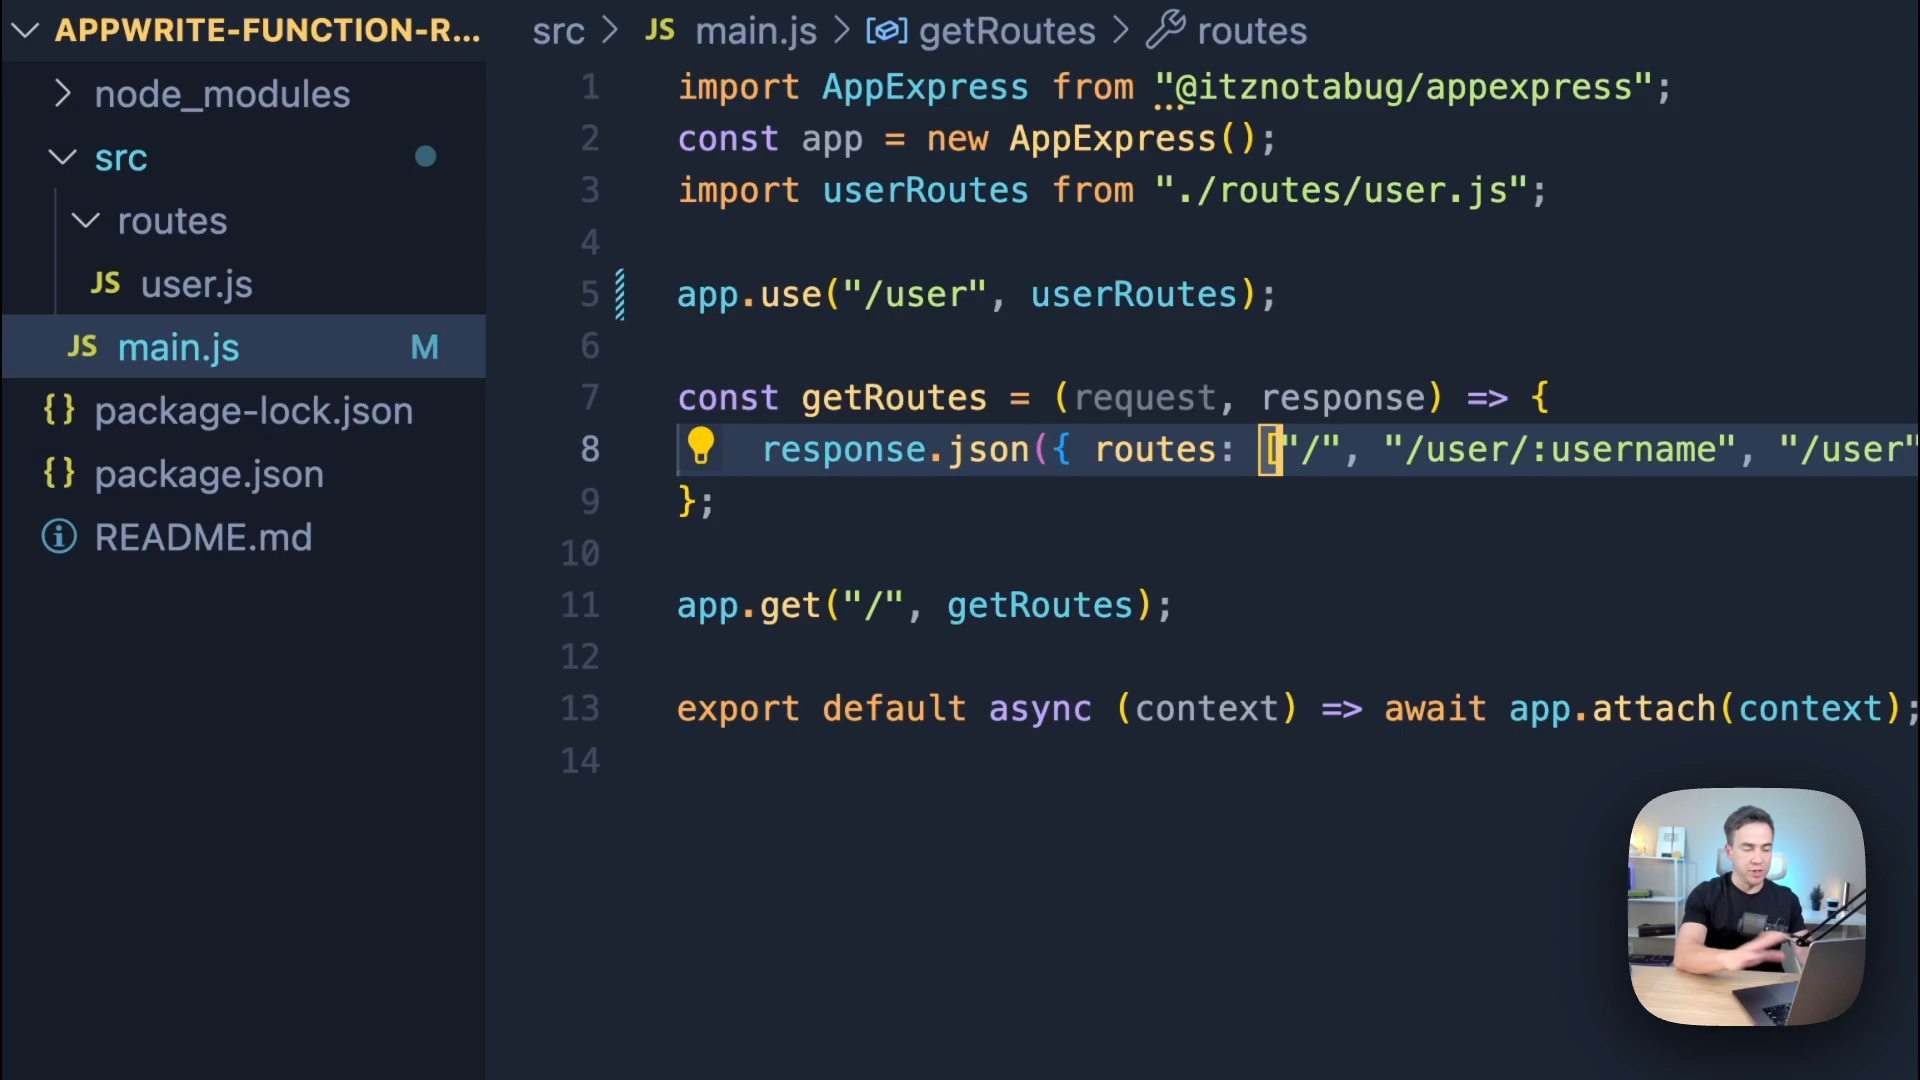 APPWRITE-FUNCTION-R...
node_modules
src
routes
JS user.js
JS main.js M
{} package-lock.json
{} package.json
README.md
src > JS main.js > getRoutes > routes
1 import AppExpress from "@itznotabug/appexpress";
2 const app = new AppExpress();
3 import userRoutes from "./routes/user.js";
4
5 app.use("/user", userRoutes);
6
7 const getRoutes = (request, response) => {
8 response.json({ routes: ["/", "/user/:username", "/user"
9 };
10
11 app.get("/", getRoutes);
12
13 export default async (context) => await app.attach(context);
14